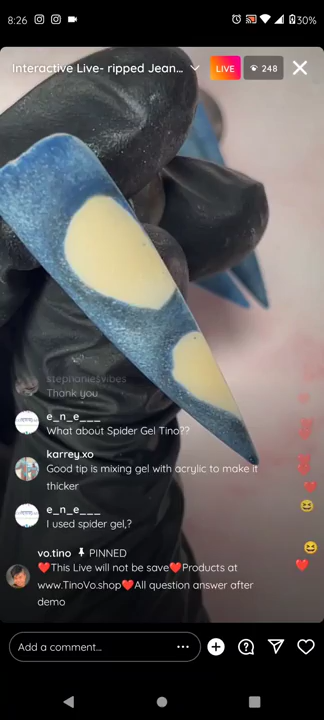 8:26
30%
Interactive Live- ripped Jean...
LIVE
248
stephaniesvibes
Thank you
e_n_e___
What about Spider Gel Tino??
karrey.xo
Good tip is mixing gel with acrylic to make it
thicker
e_n_e___
I used spider gel,?
vo.tino PINNED
❤️This Live will not be save❤️Products at
www.TinoVo.shop❤️All question answer after
demo
Add a comment...